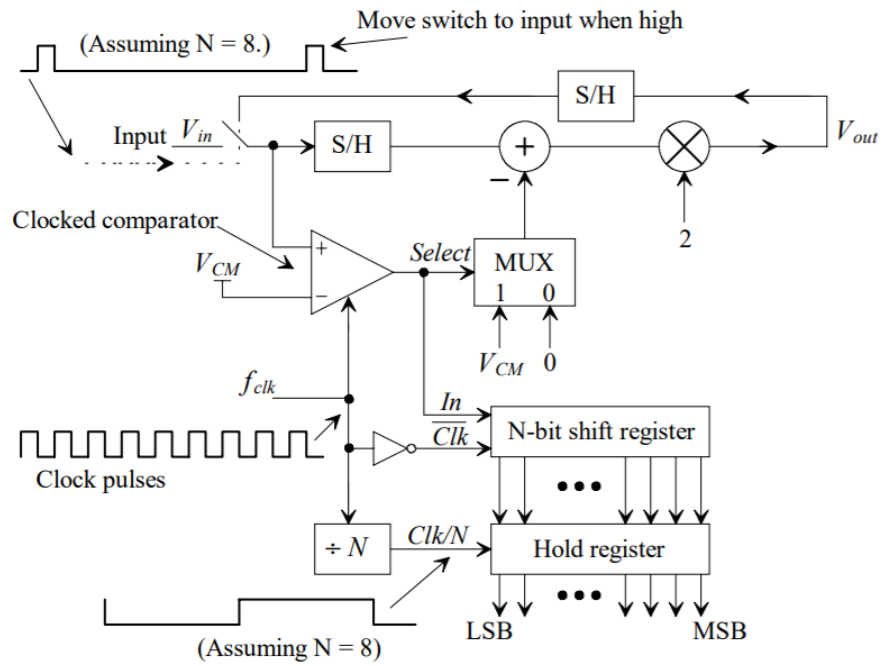 Move switch to input when high
(Assuming N = 8.)
S/H
Input
V_in
S/H
+
−
V_out
Clocked comparator
2
V_CM
+
−
Select
MUX
1 0
V_CM
0
f_clk
In
Clk̅
N-bit shift register
Clock pulses
÷ N
Clk/N
Hold register
LSB
MSB
(Assuming N = 8)